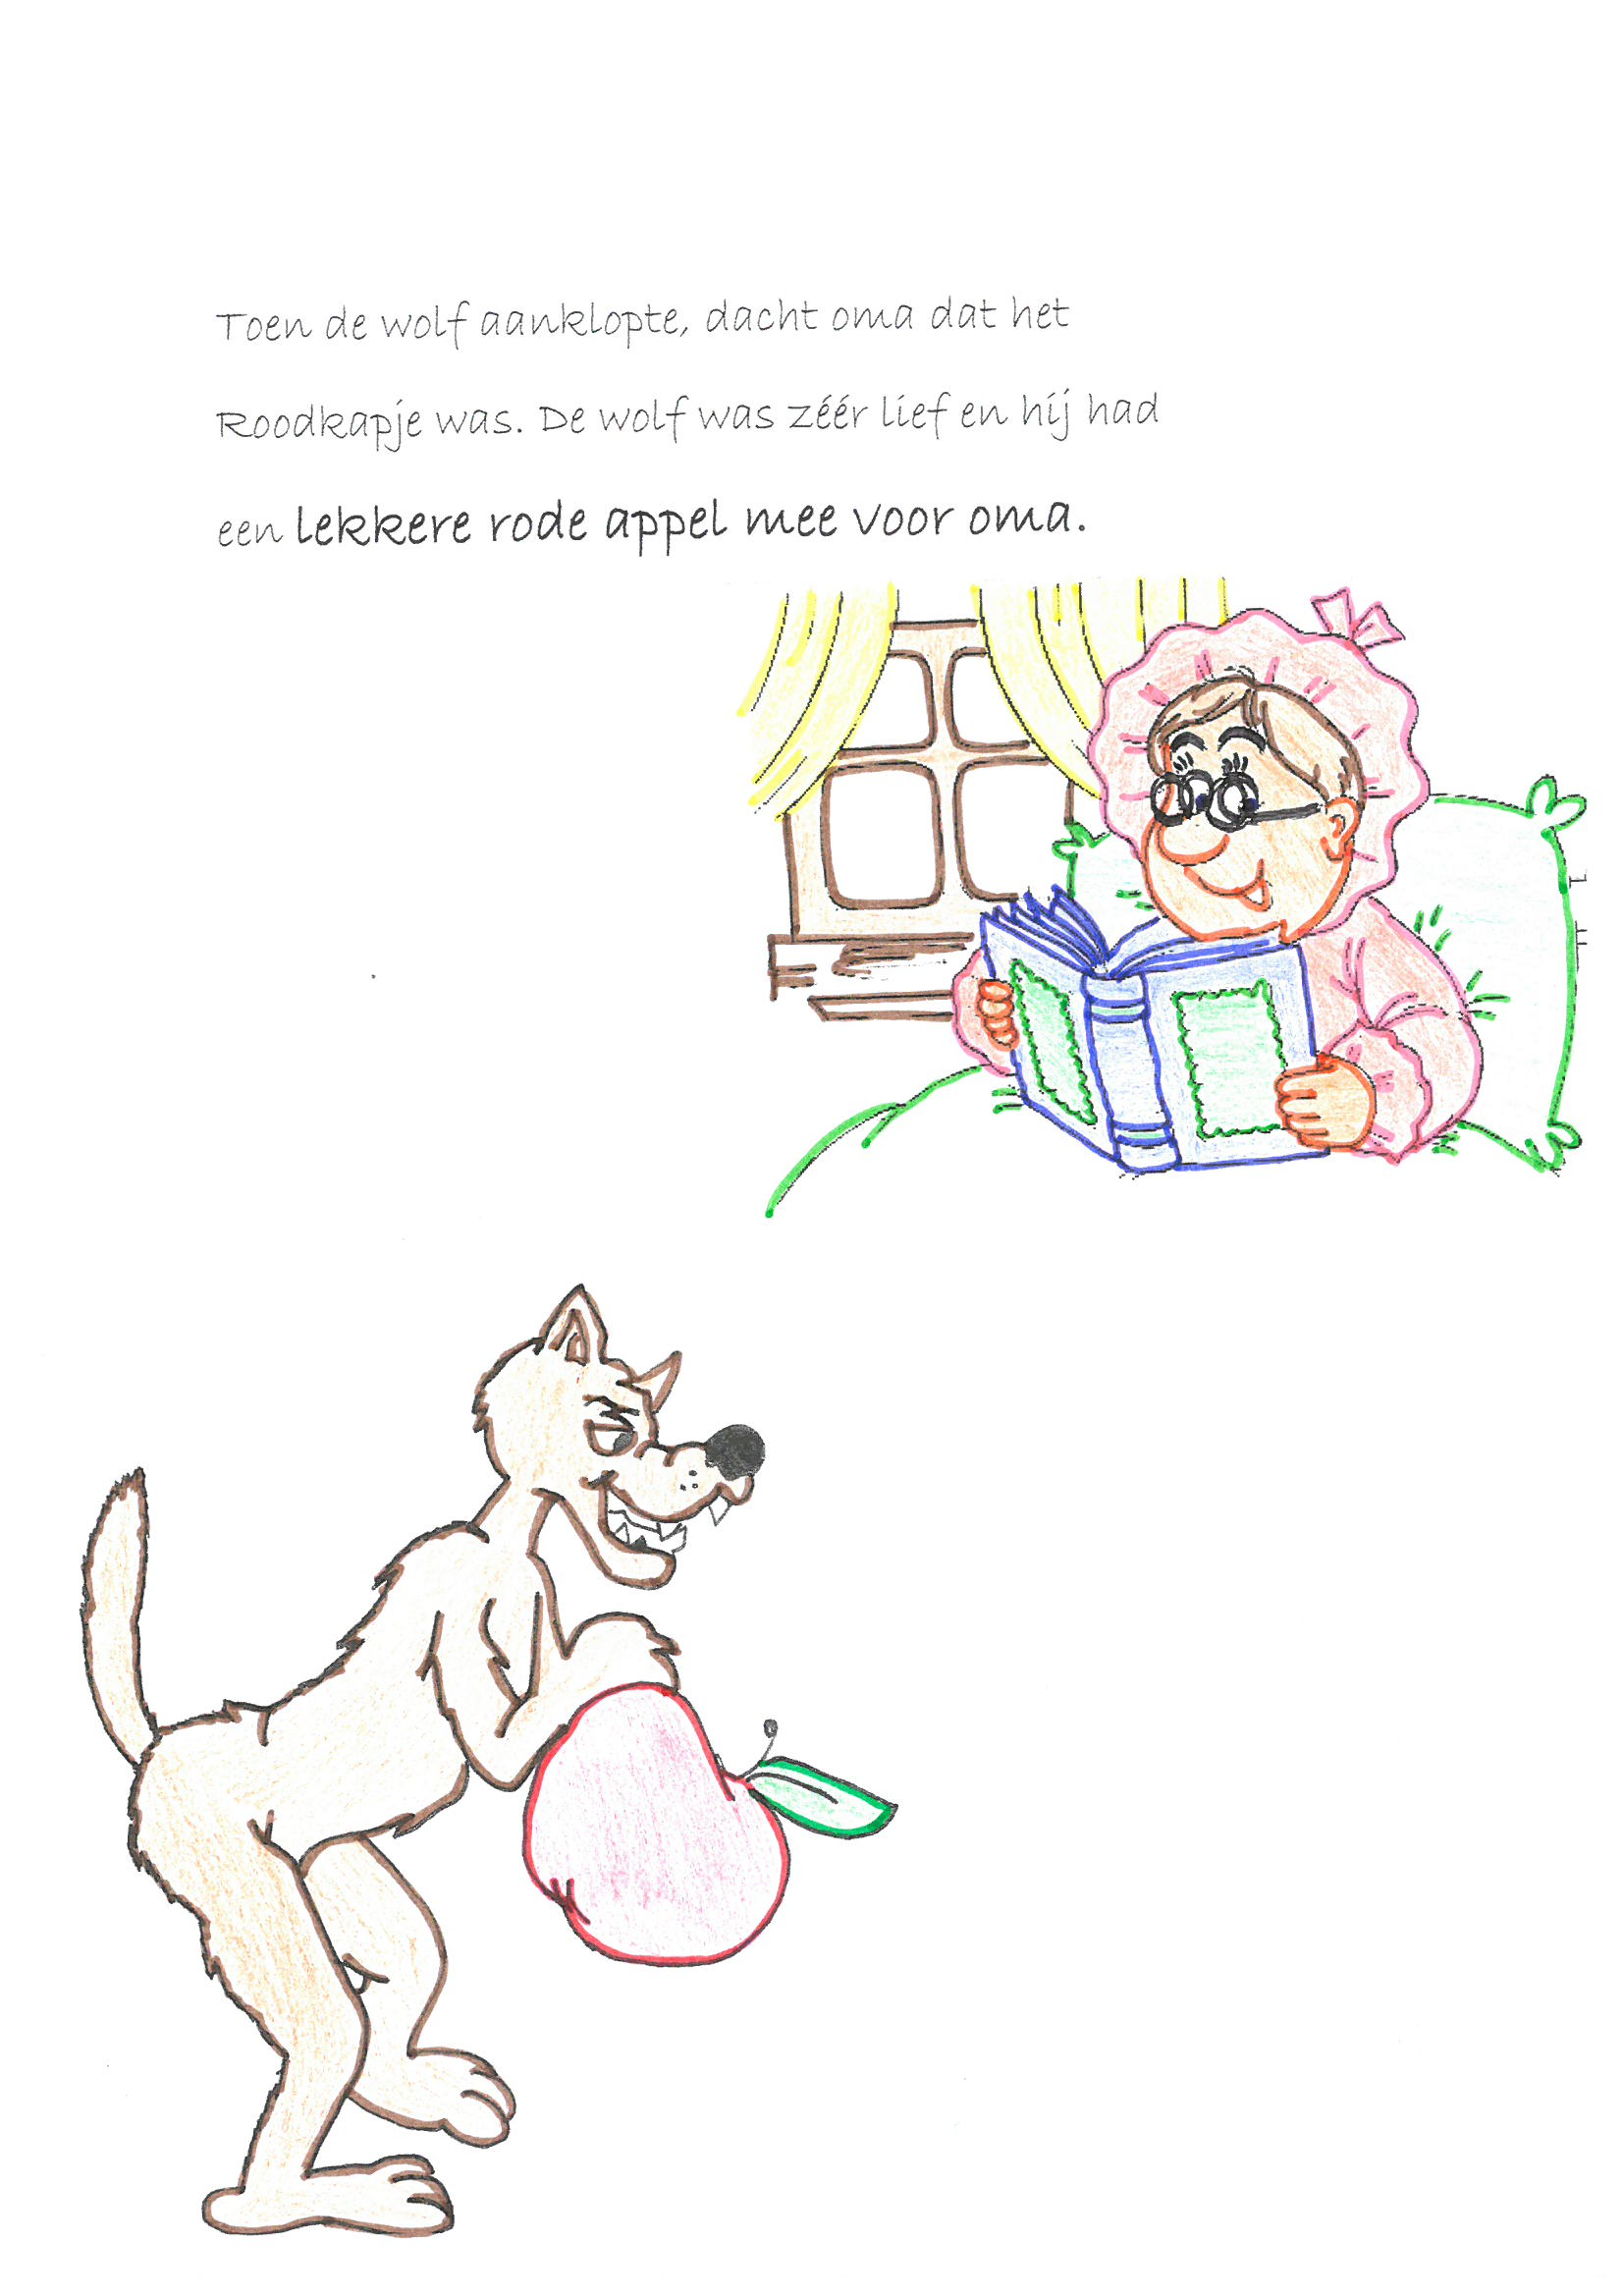 Toen de wolf aanklopte, dacht oma dat het
Roodkapje was. De wolf was zéér lief en hij had
een lekkere rode appel mee voor oma.